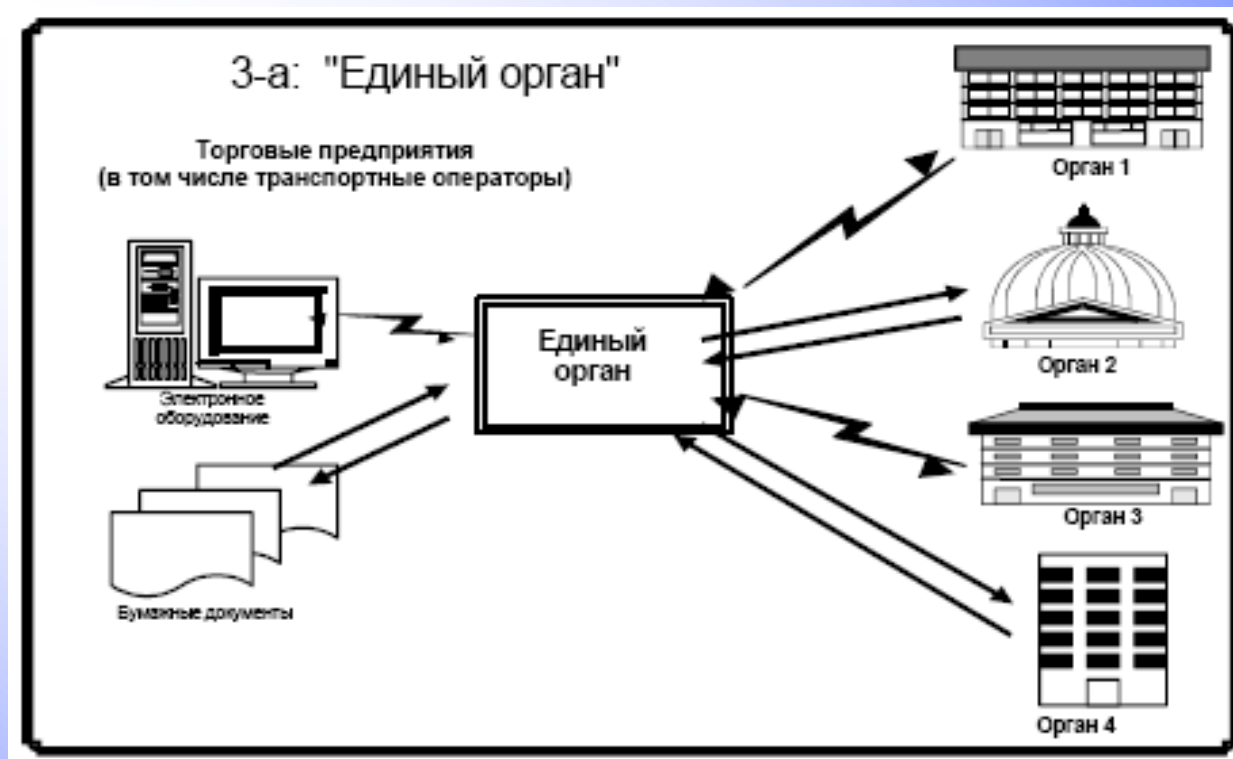 3-а: "Единый орган"
Торговые предприятия
(в том числе транспортные операторы)
Электронное
оборудование
Бумажные документы
Единый
орган
Орган 1
Орган 2
Орган 3
Орган 4